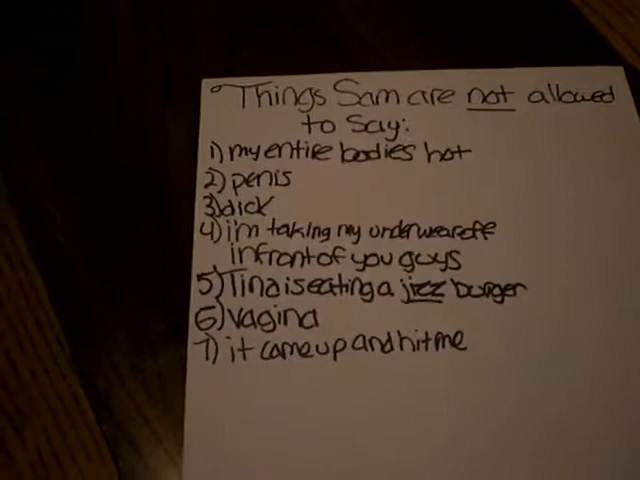 Things Sam are not allowed
to say:
1) my entire bodies hot
2) penis
3) dick
4) i'm taking my underwear off
infront of you guys
5) Tina is eating a jizz burger
6) vagina
7) it came up and hit me